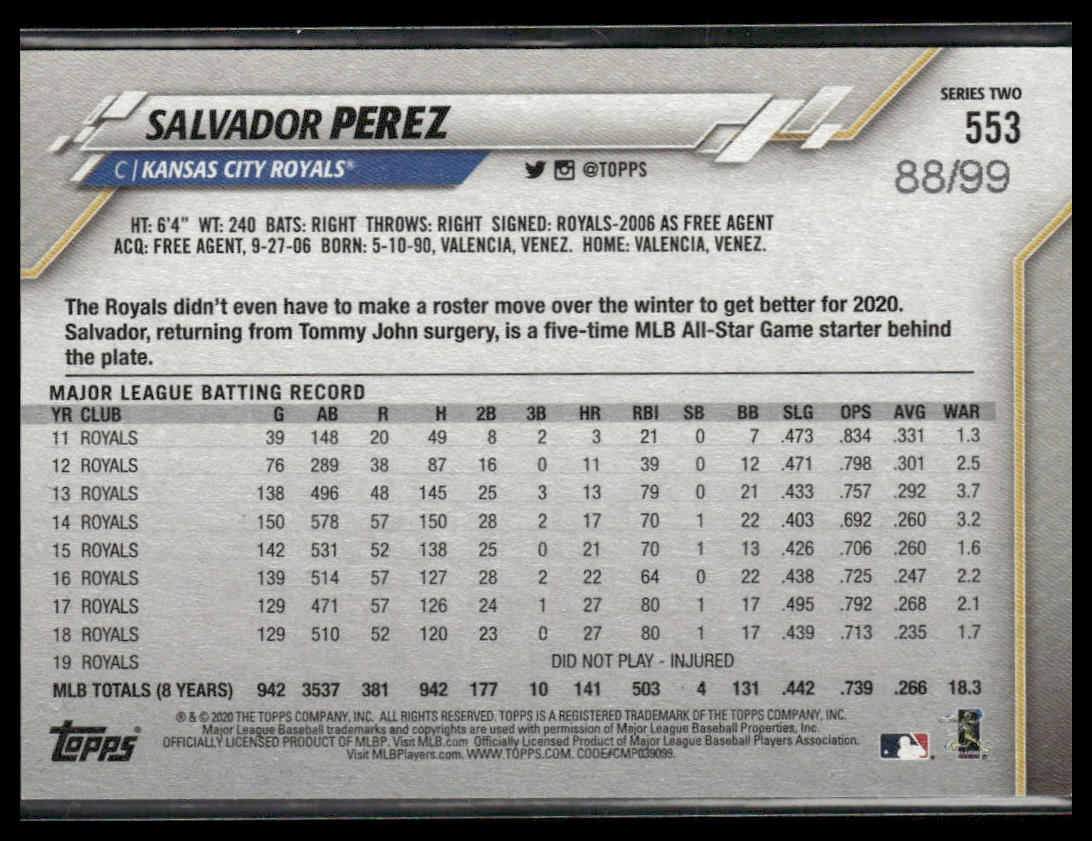 SERIES TWO
553
88/99
SALVADOR PEREZ
C | KANSAS CITY ROYALS®
@TOPPS
HT: 6'4" WT: 240 BATS: RIGHT THROWS: RIGHT SIGNED: ROYALS-2006 AS FREE AGENT
ACQ: FREE AGENT, 9-27-06 BORN: 5-10-90, VALENCIA, VENEZ. HOME: VALENCIA, VENEZ.
The Royals didn't even have to make a roster move over the winter to get better for 2020.
Salvador, returning from Tommy John surgery, is a five-time MLB All-Star Game starter behind
the plate.
MAJOR LEAGUE BATTING RECORD
YR CLUB G AB R H 2B 3B HR RBI SB BB SLG OPS AVG WAR
11 ROYALS 39 148 20 49 8 2 3 21 0 7 .473 .834 .331 1.3
12 ROYALS 76 289 38 87 16 0 11 39 0 12 .471 .798 .301 2.5
13 ROYALS 138 496 48 145 25 3 13 79 0 21 .433 .757 .292 3.7
14 ROYALS 150 578 57 150 28 2 17 70 1 22 .403 .692 .260 3.2
15 ROYALS 142 531 52 138 25 0 21 70 1 13 .426 .706 .260 1.6
16 ROYALS 139 514 57 127 28 2 22 64 0 22 .438 .725 .247 2.2
17 ROYALS 129 471 57 126 24 1 27 80 1 17 .495 .792 .268 2.1
18 ROYALS 129 510 52 120 23 0 27 80 1 17 .439 .713 .235 1.7
19 ROYALS DID NOT PLAY - INJURED
MLB TOTALS (8 YEARS) 942 3537 381 942 177 10 141 503 4 131 .442 .739 .266 18.3
® & © 2020 THE TOPPS COMPANY, INC. ALL RIGHTS RESERVED. TOPPS IS A REGISTERED TRADEMARK OF THE TOPPS COMPANY, INC.
Major League Baseball trademarks and copyrights are used with permission of Major League Baseball Properties, Inc.
OFFICIALLY LICENSED PRODUCT OF MLBP. Visit MLB.com Officially Licensed Product of Major League Baseball Players Association.
Visit MLBPlayers.com. WWW.TOPPS.COM. CODE#CMP039099.
topps®